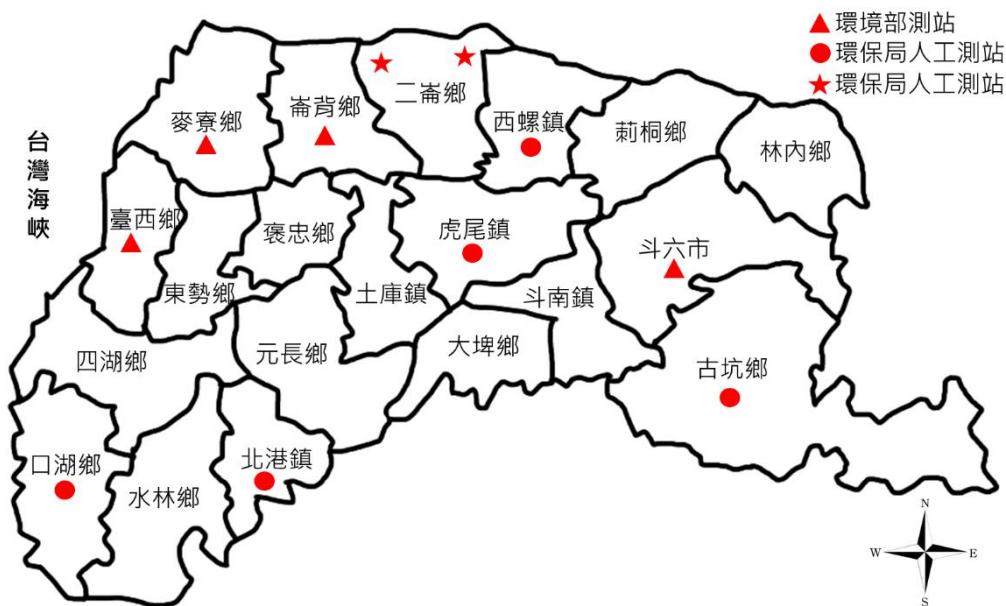 環境部測站
環保局人工測站
環保局人工測站
二崙鄉
崙背鄉
麥寮鄉
西螺鎮
莿桐鄉
林內鄉
台灣海峽
臺西鄉
褒忠鄉
虎尾鎮
斗六市
東勢鄉
土庫鎮
斗南鎮
四湖鄉
元長鄉
大埤鄉
古坑鄉
口湖鄉
北港鎮
水林鄉
N
W
E
S